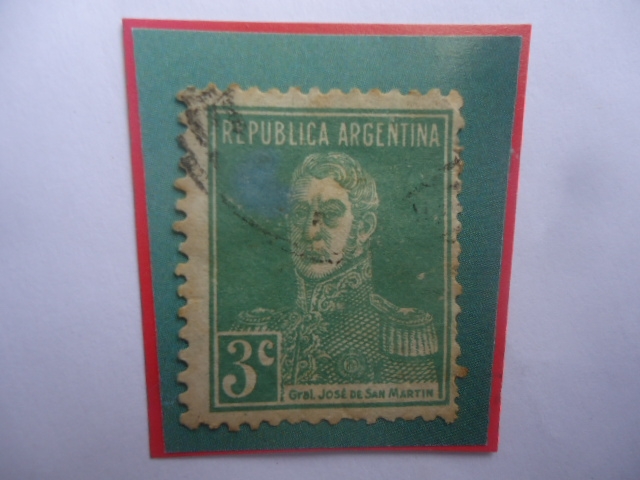 REPUBLICA ARGENTINA
3c
Gral. JOSÉ DE SAN MARTIN